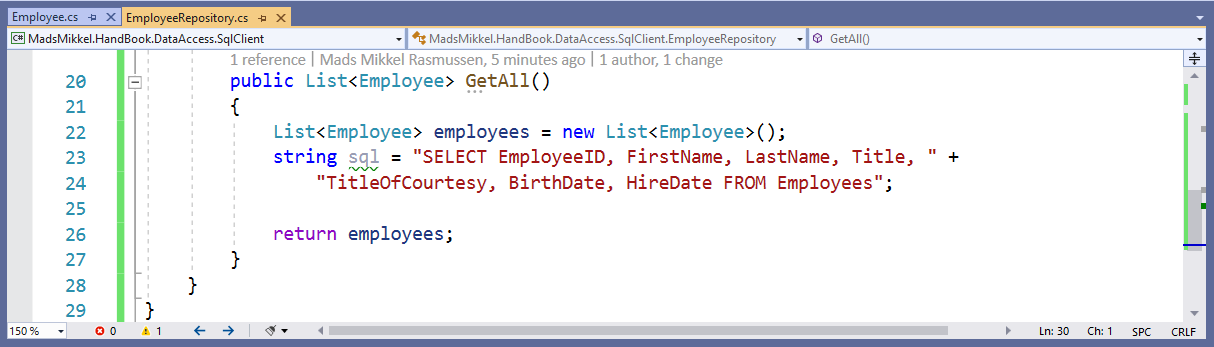 Employee.cs EmployeeRepository.cs
C# MadsMikkel.HandBook.DataAccess.SqlClient MadsMikkel.HandBook.DataAccess.SqlClient.EmployeeRepository GetAll()
1 reference | Mads Mikkel Rasmussen, 5 minutes ago | 1 author, 1 change
20 public List<Employee> GetAll()
21 {
22 List<Employee> employees = new List<Employee>();
23 string sql = "SELECT EmployeeID, FirstName, LastName, Title, " +
24 "TitleOfCourtesy, BirthDate, HireDate FROM Employees";
25
26 return employees;
27 }
28 }
29 }
150 % 0 1 Ln: 30 Ch: 1 SPC CRLF